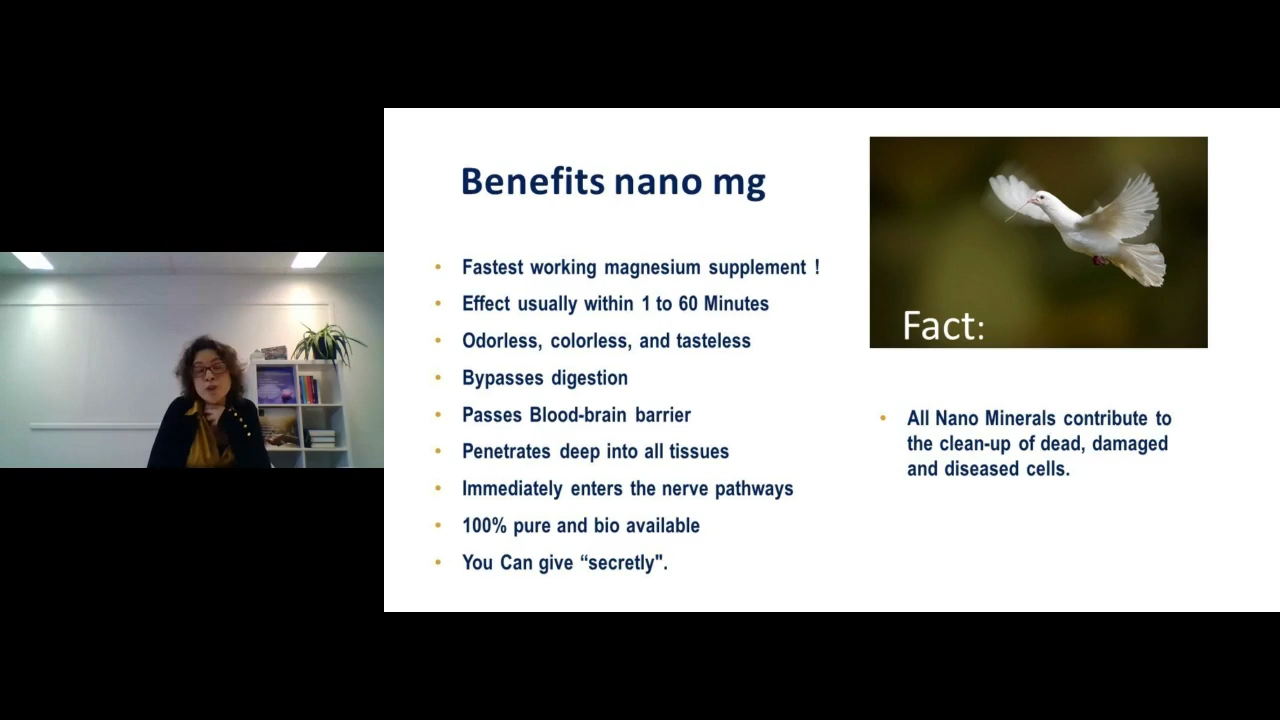 Benefits nano mg
• Fastest working magnesium supplement !
• Effect usually within 1 to 60 Minutes
• Odorless, colorless, and tasteless
• Bypasses digestion
• Passes Blood-brain barrier
• Penetrates deep into all tissues
• Immediately enters the nerve pathways
• 100% pure and bio available
• You Can give “secretly".
Fact:
• All Nano Minerals contribute to
the clean-up of dead, damaged
and diseased cells.